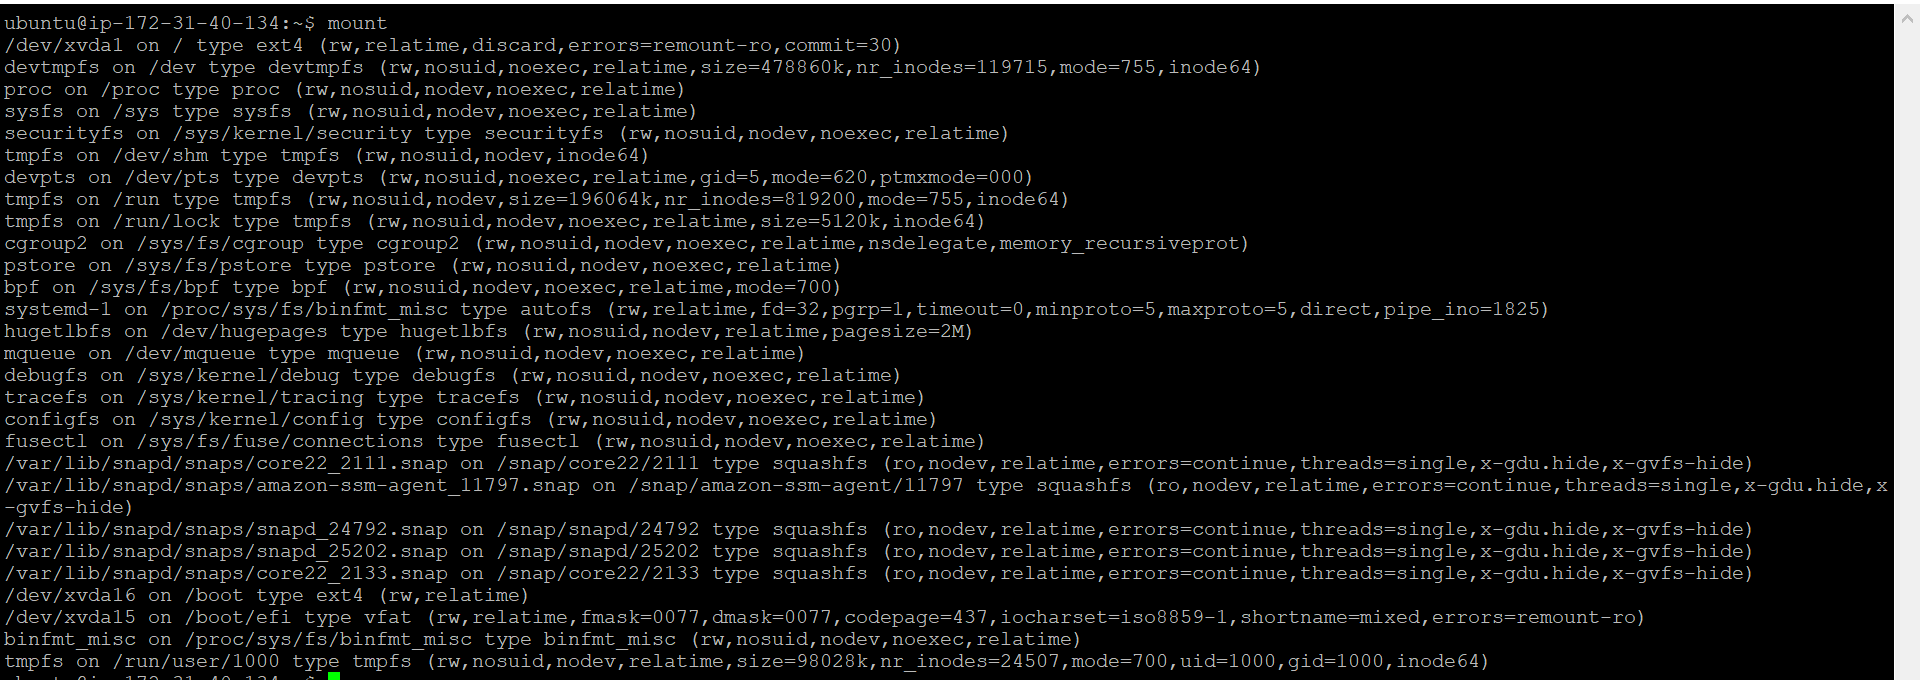 ubuntu@ip-172-31-40-134:~$ mount
/dev/xvda1 on / type ext4 (rw,relatime,discard,errors=remount-ro,commit=30)
devtmpfs on /dev type devtmpfs (rw,nosuid,noexec,relatime,size=478860k,nr_inodes=119715,mode=755,inode64)
proc on /proc type proc (rw,nosuid,nodev,noexec,relatime)
sysfs on /sys type sysfs (rw,nosuid,nodev,noexec,relatime)
securityfs on /sys/kernel/security type securityfs (rw,nosuid,nodev,noexec,relatime)
tmpfs on /dev/shm type tmpfs (rw,nosuid,nodev,inode64)
devpts on /dev/pts type devpts (rw,nosuid,noexec,relatime,gid=5,mode=620,ptmxmode=000)
tmpfs on /run type tmpfs (rw,nosuid,nodev,size=196064k,nr_inodes=819200,mode=755,inode64)
tmpfs on /run/lock type tmpfs (rw,nosuid,nodev,noexec,relatime,size=5120k,inode64)
cgroup2 on /sys/fs/cgroup type cgroup2 (rw,nosuid,nodev,noexec,relatime,nsdelegate,memory_recursiveprot)
pstore on /sys/fs/pstore type pstore (rw,nosuid,nodev,noexec,relatime)
bpf on /sys/fs/bpf type bpf (rw,nosuid,nodev,noexec,relatime,mode=700)
systemd-1 on /proc/sys/fs/binfmt_misc type autofs (rw,relatime,fd=32,pgrp=1,timeout=0,minproto=5,maxproto=5,direct,pipe_ino=1825)
hugetlbfs on /dev/hugepages type hugetlbfs (rw,nosuid,nodev,relatime,pagesize=2M)
mqueue on /dev/mqueue type mqueue (rw,nosuid,nodev,noexec,relatime)
debugfs on /sys/kernel/debug type debugfs (rw,nosuid,nodev,noexec,relatime)
tracefs on /sys/kernel/tracing type tracefs (rw,nosuid,nodev,noexec,relatime)
configfs on /sys/kernel/config type configfs (rw,nosuid,nodev,noexec,relatime)
fusectl on /sys/fs/fuse/connections type fusectl (rw,nosuid,nodev,noexec,relatime)
/var/lib/snapd/snaps/core22_2111.snap on /snap/core22/2111 type squashfs (ro,nodev,relatime,errors=continue,threads=single,x-gdu.hide,x-gvfs-hide)
/var/lib/snapd/snaps/amazon-ssm-agent_11797.snap on /snap/amazon-ssm-agent/11797 type squashfs (ro,nodev,relatime,errors=continue,threads=single,x-gdu.hide,x
-gvfs-hide)
/var/lib/snapd/snaps/snapd_24792.snap on /snap/snapd/24792 type squashfs (ro,nodev,relatime,errors=continue,threads=single,x-gdu.hide,x-gvfs-hide)
/var/lib/snapd/snaps/snapd_25202.snap on /snap/snapd/25202 type squashfs (ro,nodev,relatime,errors=continue,threads=single,x-gdu.hide,x-gvfs-hide)
/var/lib/snapd/snaps/core22_2133.snap on /snap/core22/2133 type squashfs (ro,nodev,relatime,errors=continue,threads=single,x-gdu.hide,x-gvfs-hide)
/dev/xvda16 on /boot type ext4 (rw,relatime)
/dev/xvda15 on /boot/efi type vfat (rw,relatime,fmask=0077,dmask=0077,codepage=437,iocharset=iso8859-1,shortname=mixed,errors=remount-ro)
binfmt_misc on /proc/sys/fs/binfmt_misc type binfmt_misc (rw,nosuid,nodev,noexec,relatime)
tmpfs on /run/user/1000 type tmpfs (rw,nosuid,nodev,relatime,size=98028k,nr_inodes=24507,mode=700,uid=1000,gid=1000,inode64)
ubuntu@ip-172-31-40-134:~$